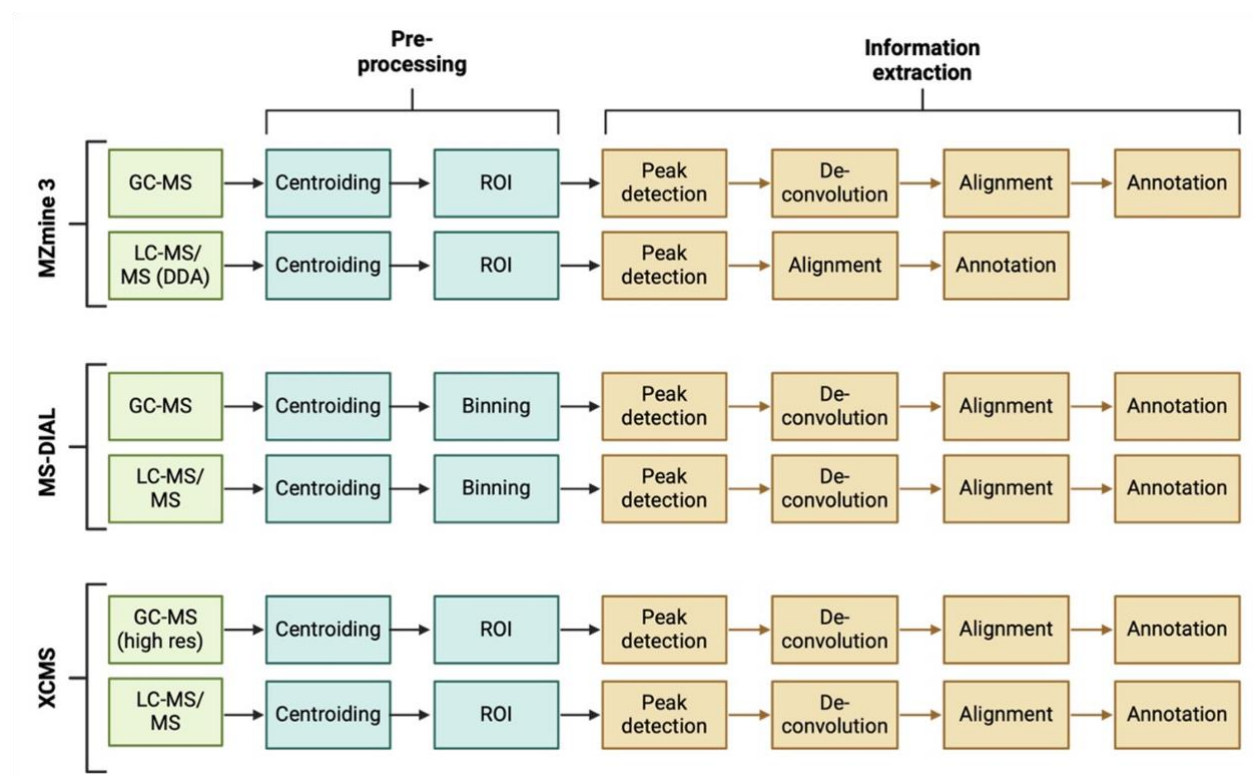 Pre-
processing
Information
extraction
MZmine 3
GC-MS
Centroiding
ROI
Peak
detection
De-
convolution
Alignment
Annotation
LC-MS/
MS (DDA)
Centroiding
ROI
Peak
detection
Alignment
Annotation
MS-DIAL
GC-MS
Centroiding
Binning
Peak
detection
De-
convolution
Alignment
Annotation
LC-MS/
MS
Centroiding
Binning
Peak
detection
De-
convolution
Alignment
Annotation
XCMS
GC-MS
(high res)
Centroiding
ROI
Peak
detection
De-
convolution
Alignment
Annotation
LC-MS/
MS
Centroiding
ROI
Peak
detection
De-
convolution
Alignment
Annotation